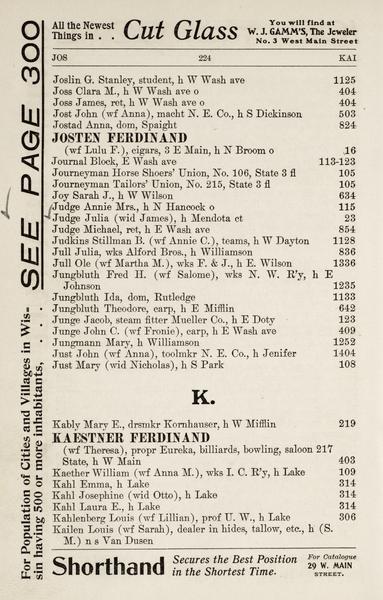 All the Newest
Things in . .
Cut Glass
You will find at
W. J. GAMM'S, The Jeweler
No. 3 West Main Street
JOS 224 KAI
Joslin G. Stanley, student, h W Wash ave 1125
Joss Clara M., h W Wash ave o 404
Joss James, ret, h W Wash ave o 404
Jost John (wf Anna), macht N. E. Co., h S Dickinson 503
Jostad Anna, dom, Spaight 824
JOSTEN FERDINAND
(wf Lulu F.), cigars, 3 E Main, h N Broom o 16
Journal Block, E Wash ave 113-123
Journeyman Horse Shoers' Union, No. 106, State 3 fl 105
Journeyman Tailors' Union, No. 215, State 3 fl 105
Joy Sarah J., h W Wilson 634
Judge Annie Mrs., h N Hancock o 115
Judge Julia (wid James), h Mendota ct 23
Judge Michael, ret, h E Wash ave 854
Judkins Stillman B. (wf Annie C.), teams, h W Dayton 1128
Jull Julia, wks Alford Bros., h Williamson 836
Jull Ole (wf Martha M.), wks F. & J., h E. Wilson 1336
Jungbluth Fred H. (wf Salome), wks N. W. R'y, h E
Johnson 1235
Jungbluth Ida, dom, Rutledge 1133
Jungbluth Theodore, carp, h E Mifflin 642
Junge Jacob, steam fitter Mueller Co., h E Doty 123
Junge John C. (wf Fronie), carp, h E Wash ave 409
Jungmann Mary, h Williamson 1252
Just John (wf Anna), toolmkr N. E. Co., h Jenifer 1404
Just Mary (wid Nicholas), h S Park 108
K.
Kably Mary E., drsmkr Kornhauser, h W Mifflin 219
KAESTNER FERDINAND
(wf Theresa), propr Eureka, billiards, bowling, saloon 217
State, h W Main 403
Kaether William (wf Anna M.), wks I. C. R'y, h Lake 109
Kahl Emma, h Lake 314
Kahl Josephine (wid Otto), h Lake 314
Kahl Laura E., h Lake 314
Kahlenberg Louis (wf Lillian), prof U. W., h Lake 306
Kailen Louis (wf Sarah), dealer in hides, tallow, etc., h (S.
M.) n s Van Dusen
Shorthand
Secures the Best Position
in the Shortest Time.
For Catalogue
29 W. MAIN
STREET.
For Population of Cities and Villages in Wis-
sin having 500 or more inhabitants, . . . .
SEE PAGE 300